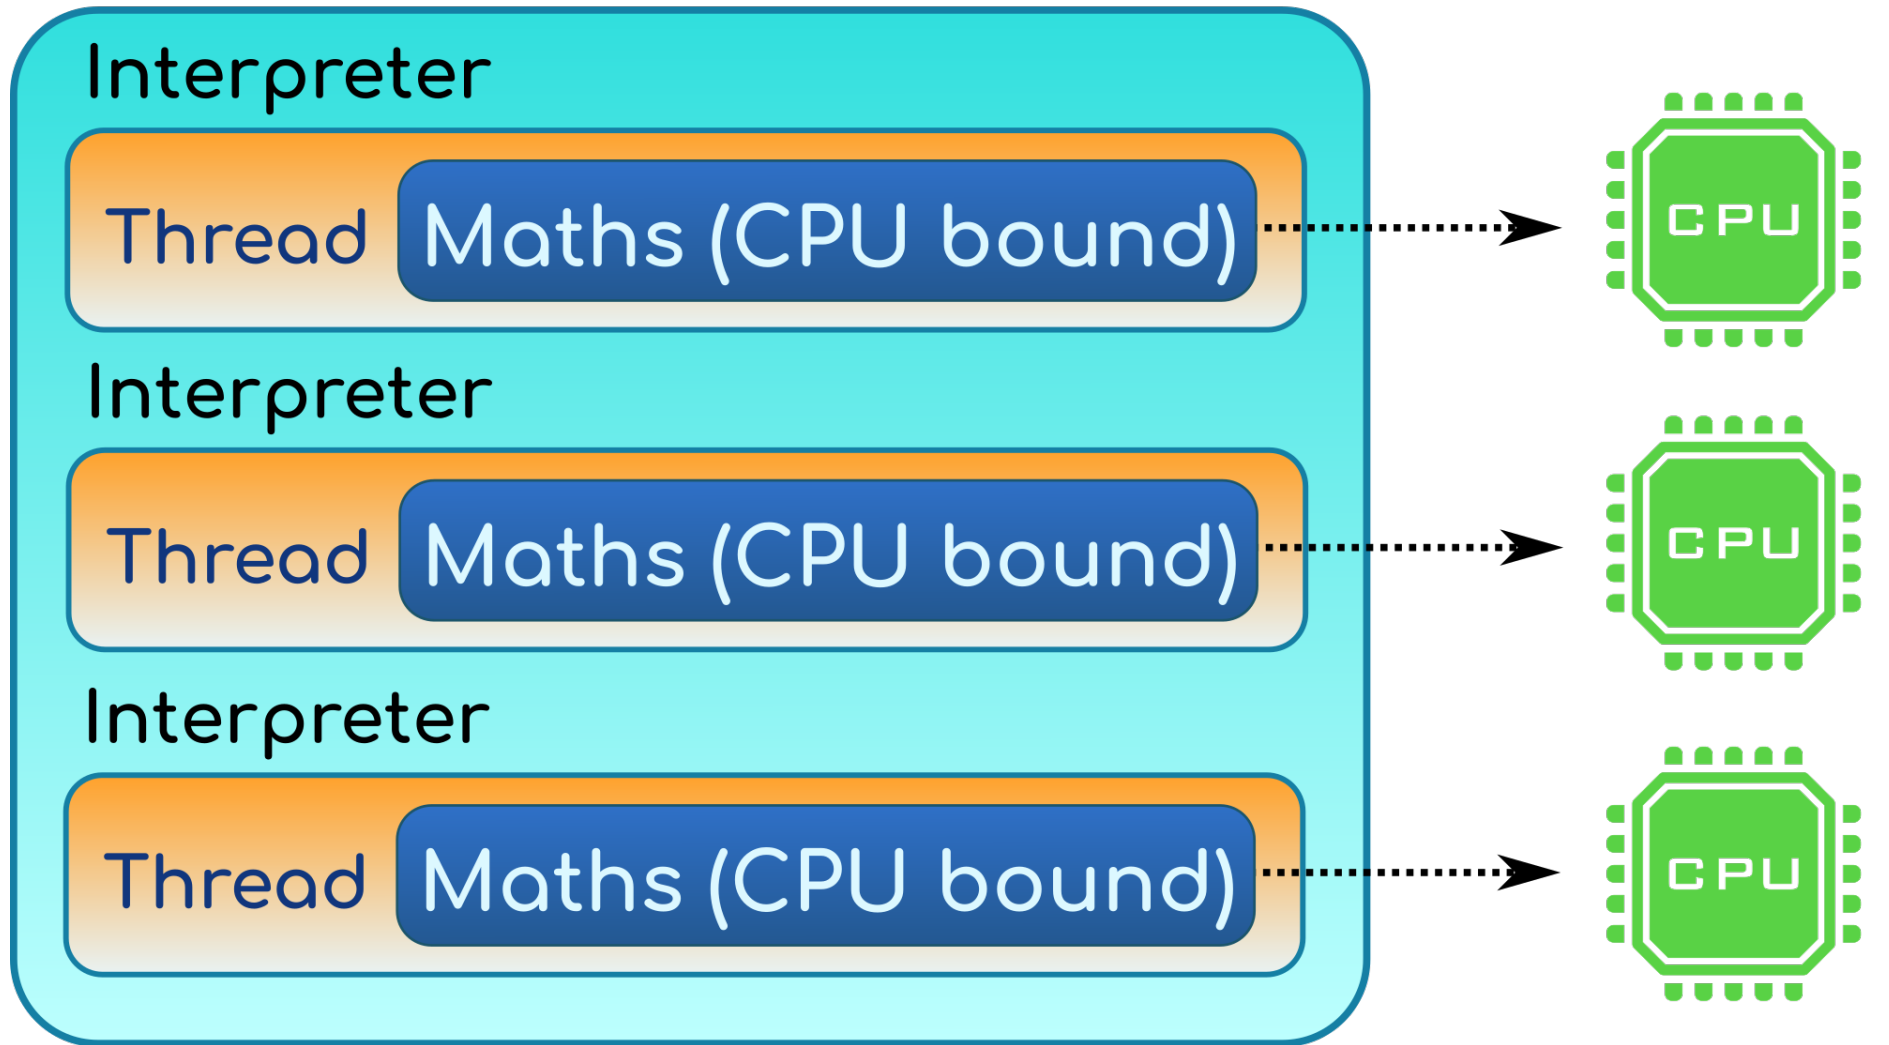 Interpreter
Thread Maths (CPU bound)
CPU
Interpreter
Thread Maths (CPU bound)
CPU
Interpreter
Thread Maths (CPU bound)
CPU